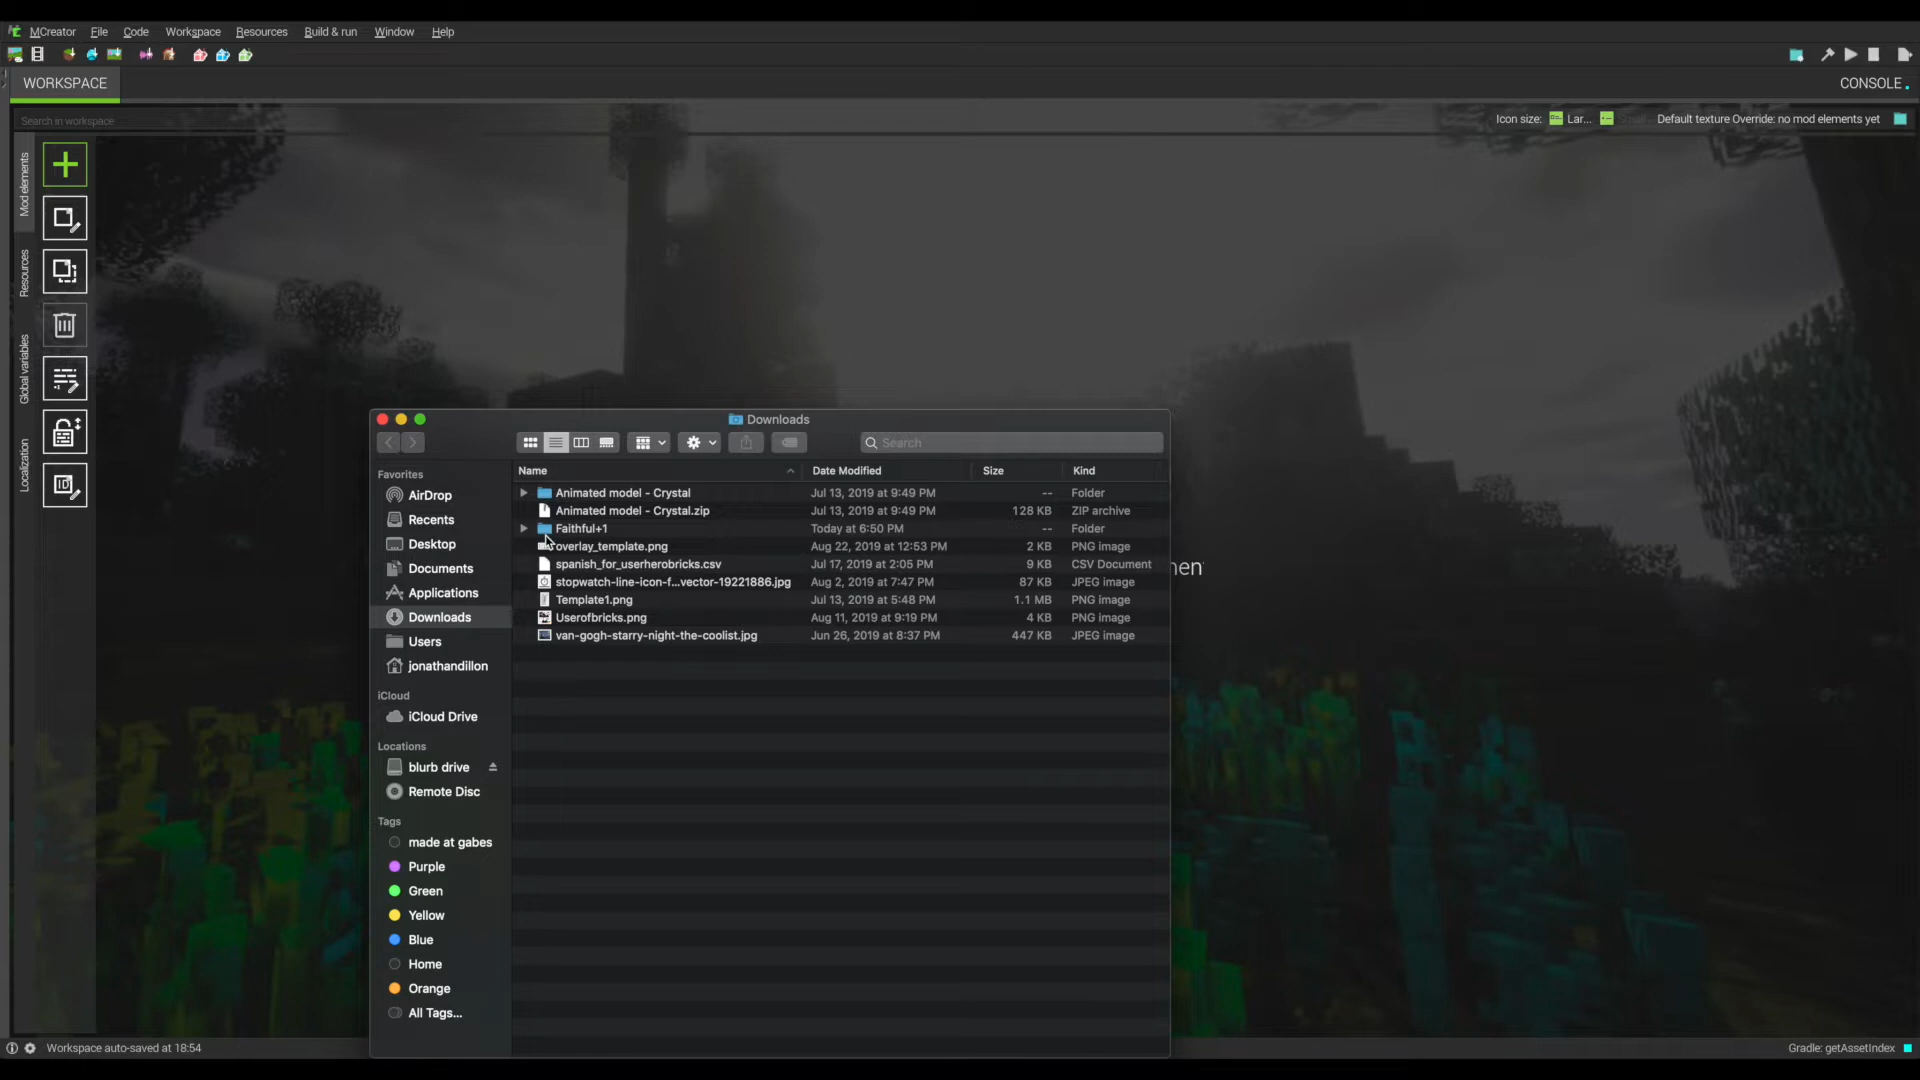 MCreator File Code Workspace Resources Build & run Window Help
WORKSPACE
CONSOLE
Search in workspace
Icon size: Lar... Default texture Override: no mod elements yet
Mod elements
Resources
Global variables
Localization
Downloads
Search
Favorites
AirDrop
Recents
Desktop
Documents
Applications
Downloads
Users
jonathandillon
iCloud
iCloud Drive
Locations
blurb drive
Remote Disc
Tags
made at gabes
Purple
Green
Yellow
Blue
Home
Orange
All Tags...
Name Date Modified Size Kind
Animated model - Crystal Jul 13, 2019 at 9:49 PM -- Folder
Animated model - Crystal.zip Jul 13, 2019 at 9:49 PM 128 KB ZIP archive
Faithful+1 Today at 6:50 PM -- Folder
overlay_template.png Aug 22, 2019 at 12:53 PM 2 KB PNG image
spanish_for_userherobricks.csv Jul 17, 2019 at 2:05 PM 9 KB CSV Document
stopwatch-line-icon-f...vector-19221886.jpg Aug 2, 2019 at 7:47 PM 87 KB JPEG image
Template1.png Jul 13, 2019 at 5:48 PM 1.1 MB PNG image
Userofbricks.png Aug 11, 2019 at 9:19 PM 4 KB PNG image
van-gogh-starry-night-the-coolist.jpg Jun 26, 2019 at 8:37 PM 447 KB JPEG image
Workspace auto-saved at 18:54
Gradle: getAssetIndex